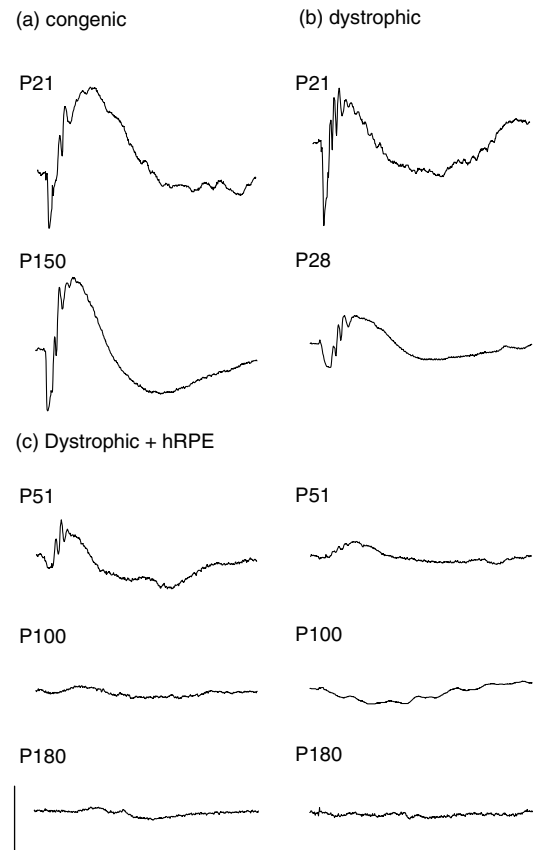 (a) congenic
P21
P150
(b) dystrophic
P21
P28
(c) Dystrophic + hRPE
P51
P100
P180
P51
P100
P180